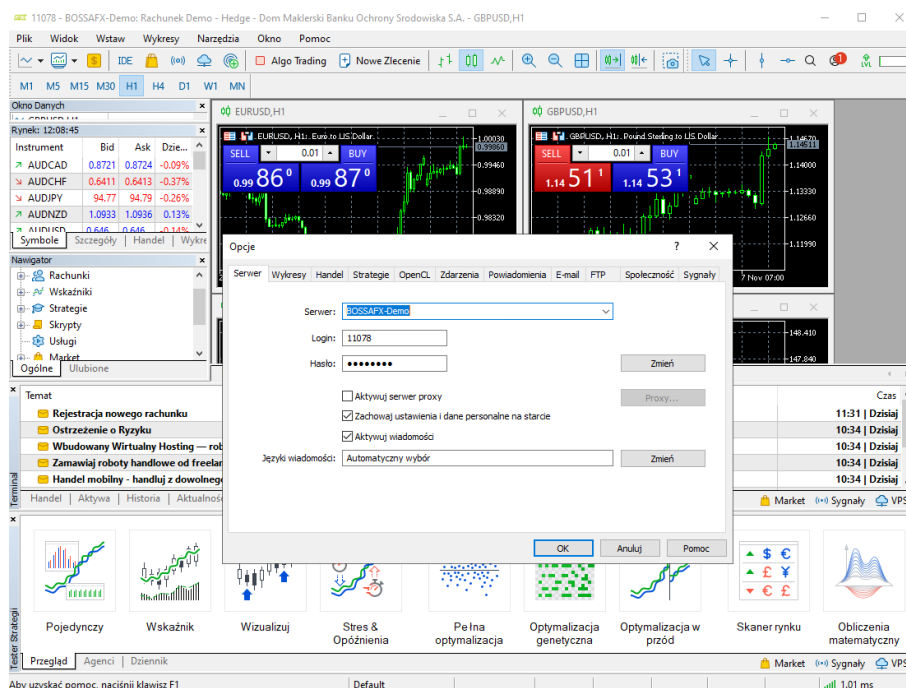 11078 - BOSSAFX-Demo: Rachunek Demo - Hedge - Dom Maklerski Banku Ochrony Srodowiska S.A. - GBPUSD,H1
Plik Widok Wstaw Wykresy Narzędzia Okno Pomoc
IDE Algo Trading Nowe Zlecenie LVL
M1 M5 M15 M30 H1 H4 D1 W1 MN
Okno Danych
Rynek: 12:08:45
Instrument Bid Ask Dzie...
AUDCAD 0.8721 0.8724 -0.09%
AUDCHF 0.6411 0.6413 -0.37%
AUDJPY 94.77 94.79 -0.26%
AUDNZD 1.0933 1.0936 0.13%
AUDUSD 0.646 0.646 -0.14%
Symbole Szczegóły Handel Wykre
Nawigator
Rachunki
Wskaźniki
Strategie
Skrypty
Usługi
Market
Ogólne Ulubione
EURUSD,H1
EURUSD, H1: Euro to US Dollar
SELL 0.01 BUY
0.99 86 0 0.99 87 0
1.00030
0.99860
0.99460
0.98890
0.98320
GBPUSD,H1
GBPUSD, H1: Pound Sterling to US Dollar
SELL 0.01 BUY
1.14 51 1 1.14 53 1
1.14670
1.14511
1.14000
1.13330
1.12660
1.11990
7 Nov 07:00
148.410
147.840
Opcje
Serwer Wykresy Handel Strategie OpenCL Zdarzenia Powiadomienia E-mail FTP Społeczność Sygnały
Serwer: BOSSAFX-Demo
Login: 11078
Hasło: ●●●●●●●● Zmień
Aktywuj serwer proxy Proxy...
Zachowaj ustawienia i dane personalne na starcie
Aktywuj wiadomości
Języki wiadomości: Automatyczny wybór Zmień
OK Anuluj Pomoc
Temat Czas
Rejestracja nowego rachunku 11:31 | Dzisiaj
Ostrzeżenie o Ryzyku 10:34 | Dzisiaj
Wbudowany Wirtualny Hosting — rob 10:34 | Dzisiaj
Zamawiaj roboty handlowe od freelan 10:34 | Dzisiaj
Handel mobilny - handluj z dowolneg 10:34 | Dzisiaj
Terminal
Handel Aktywa Historia Aktualnoś Market Sygnały VPS
Pojedynczy Wskaźnik Wizualizuj Stres & Opóźnienia Pełna optymalizacja Optymalizacja genetyczna Optymalizacja w przód Skaner rynku Obliczenia matematyczny
Tester Strategii
Przegląd Agenci Dziennik Market Sygnały VPS
Aby uzyskać pomoc, naciśnij klawisz F1 Default 1.01 ms